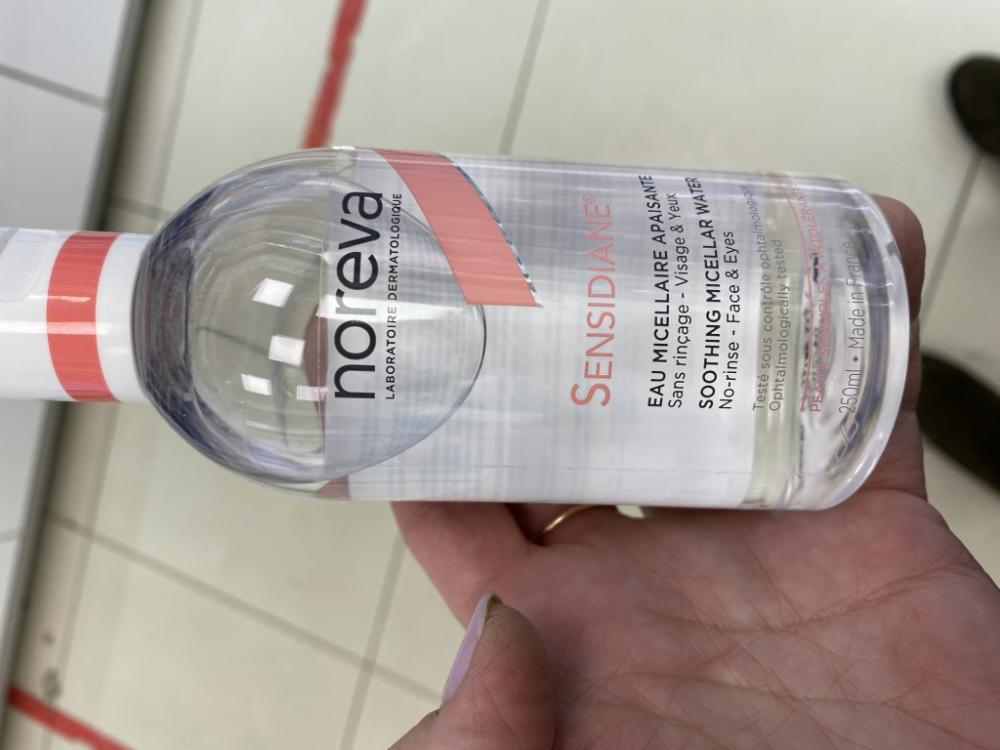 noreva
LABORATOIRE DERMATOLOGIQUE
SENSIDIANE®
EAU MICELLAIRE APAISANTE
Sans rinçage - Visage & Yeux
SOOTHING MICELLAR WATER
No-rinse - Face & Eyes
Testé sous contrôle ophtalmologique
Ophtalmologically tested
250ml • Made in France